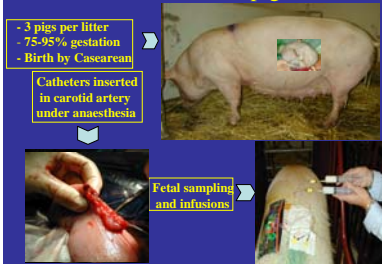 - 3 pigs per litter
- 75-95% gestation
- Birth by Casearean
Catheters inserted
in carotid artery
under anaesthesia
Fetal sampling
and infusions